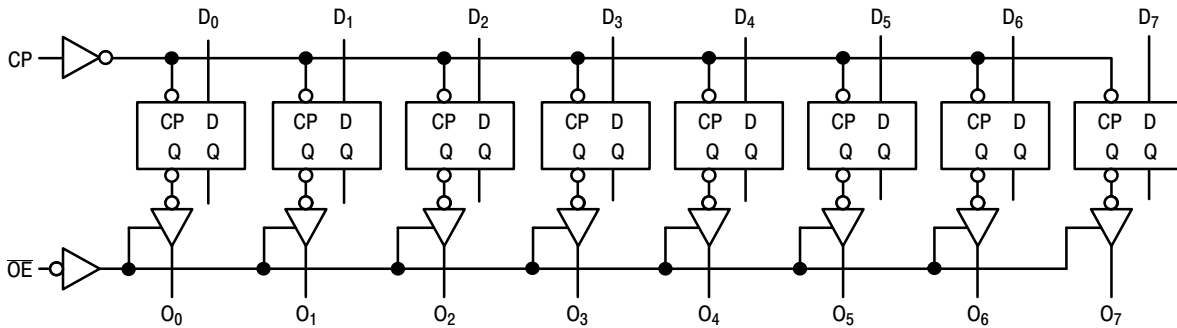 D₀ D₁ D₂ D₃ D₄ D₅ D₆ D₇
CP
CP D CP D CP D CP D CP D CP D CP D CP D
Q Q Q Q Q Q Q Q Q Q Q Q Q Q Q Q
O̅E̅
O₀ O₁ O₂ O₃ O₄ O₅ O₆ O₇